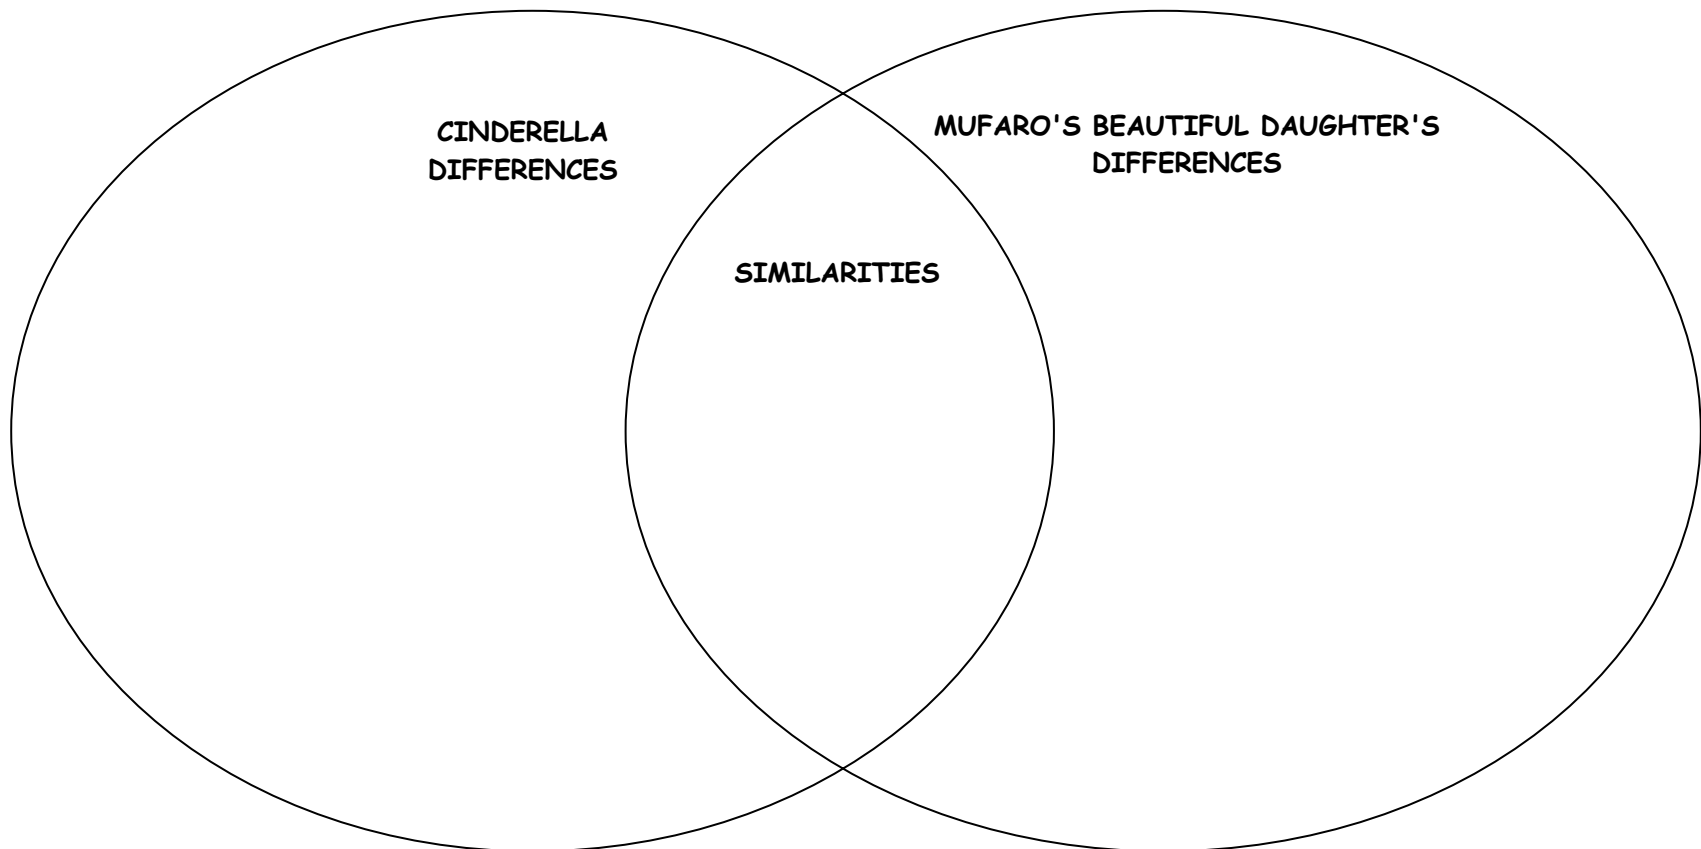 CINDERELLA
DIFFERENCES
MUFARO'S BEAUTIFUL DAUGHTER'S
DIFFERENCES
SIMILARITIES